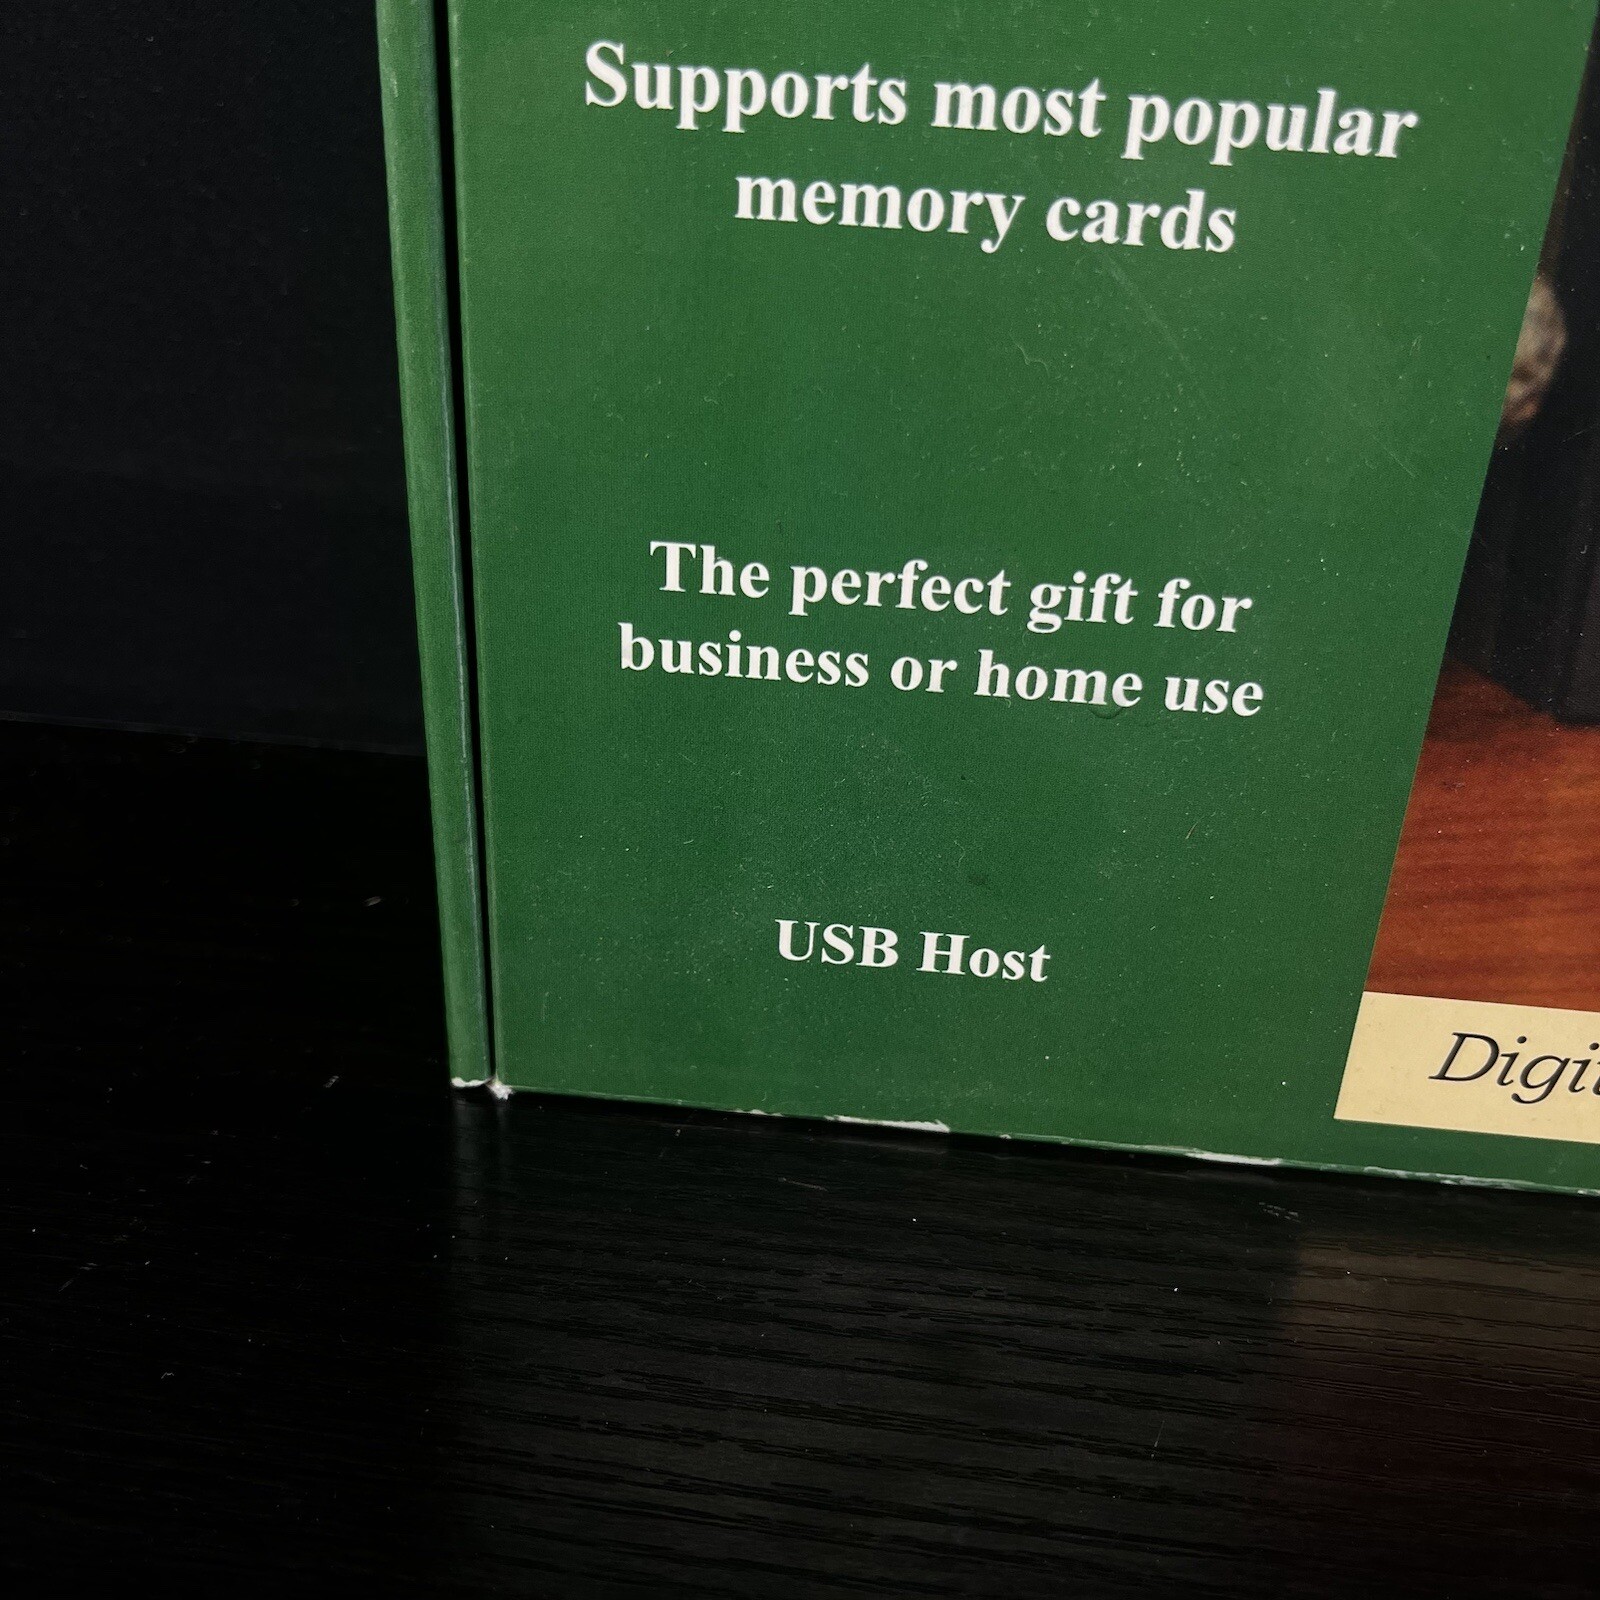 Supports most popular
memory cards
The perfect gift for
business or home use
USB Host